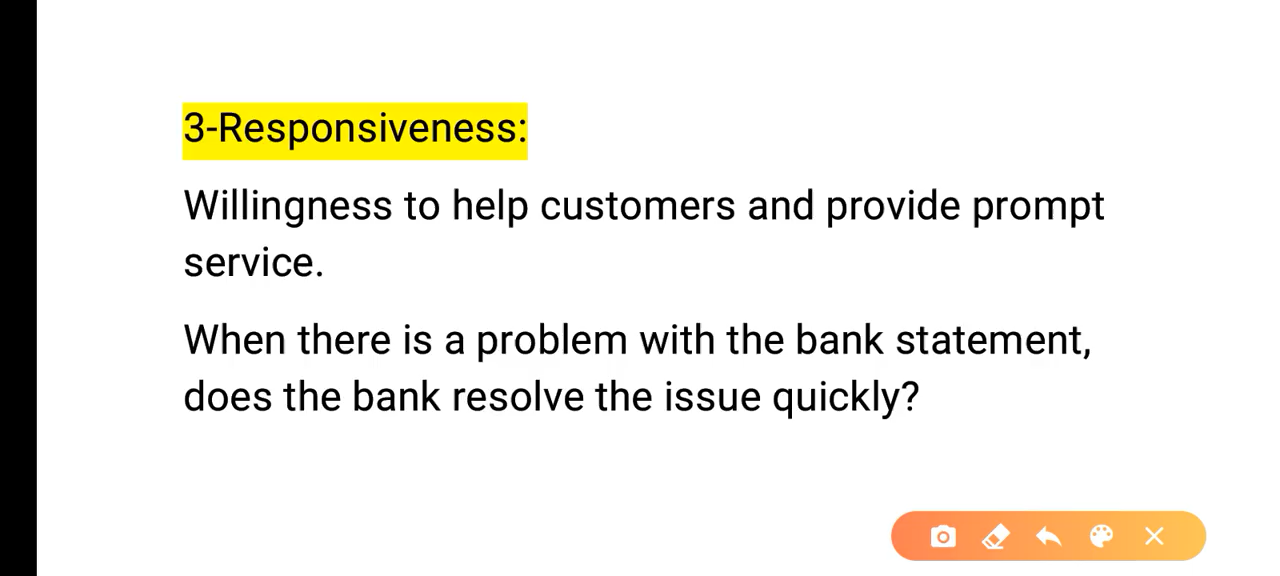 3-Responsiveness:
Willingness to help customers and provide prompt
service.
When there is a problem with the bank statement,
does the bank resolve the issue quickly?